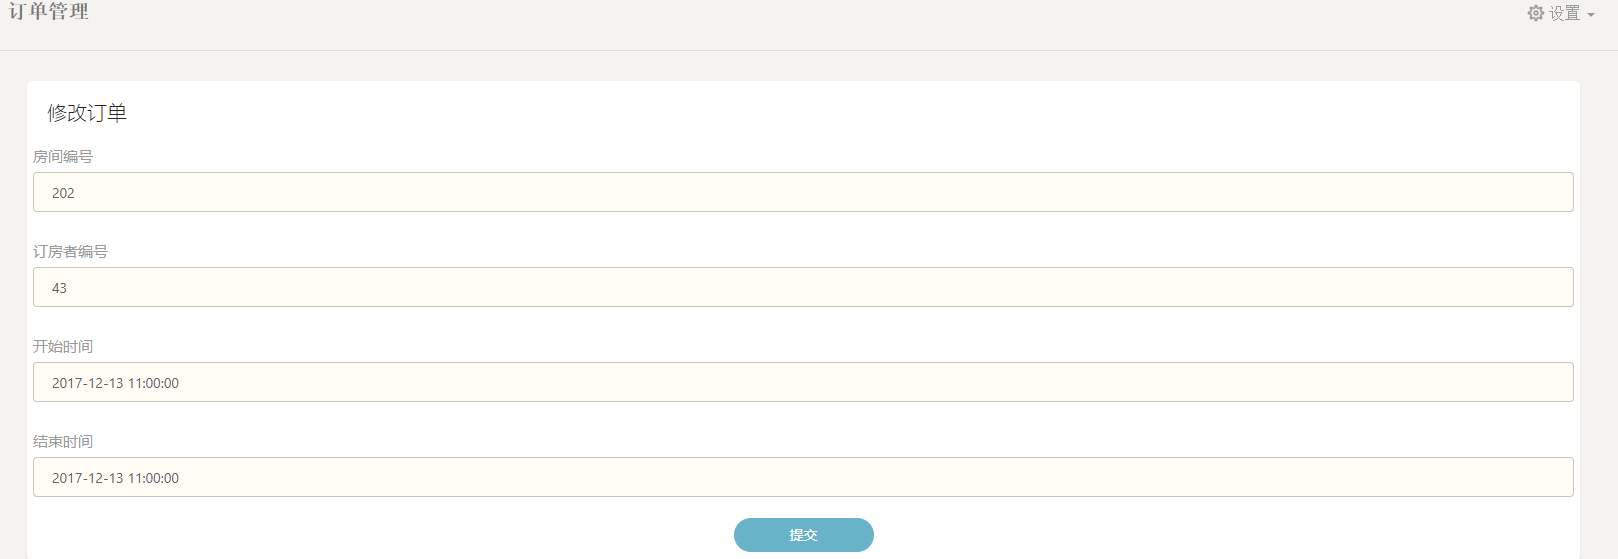 订单管理
设置
修改订单
房间编号
202
订房者编号
43
开始时间
2017-12-13 11:00:00
结束时间
2017-12-13 11:00:00
提交